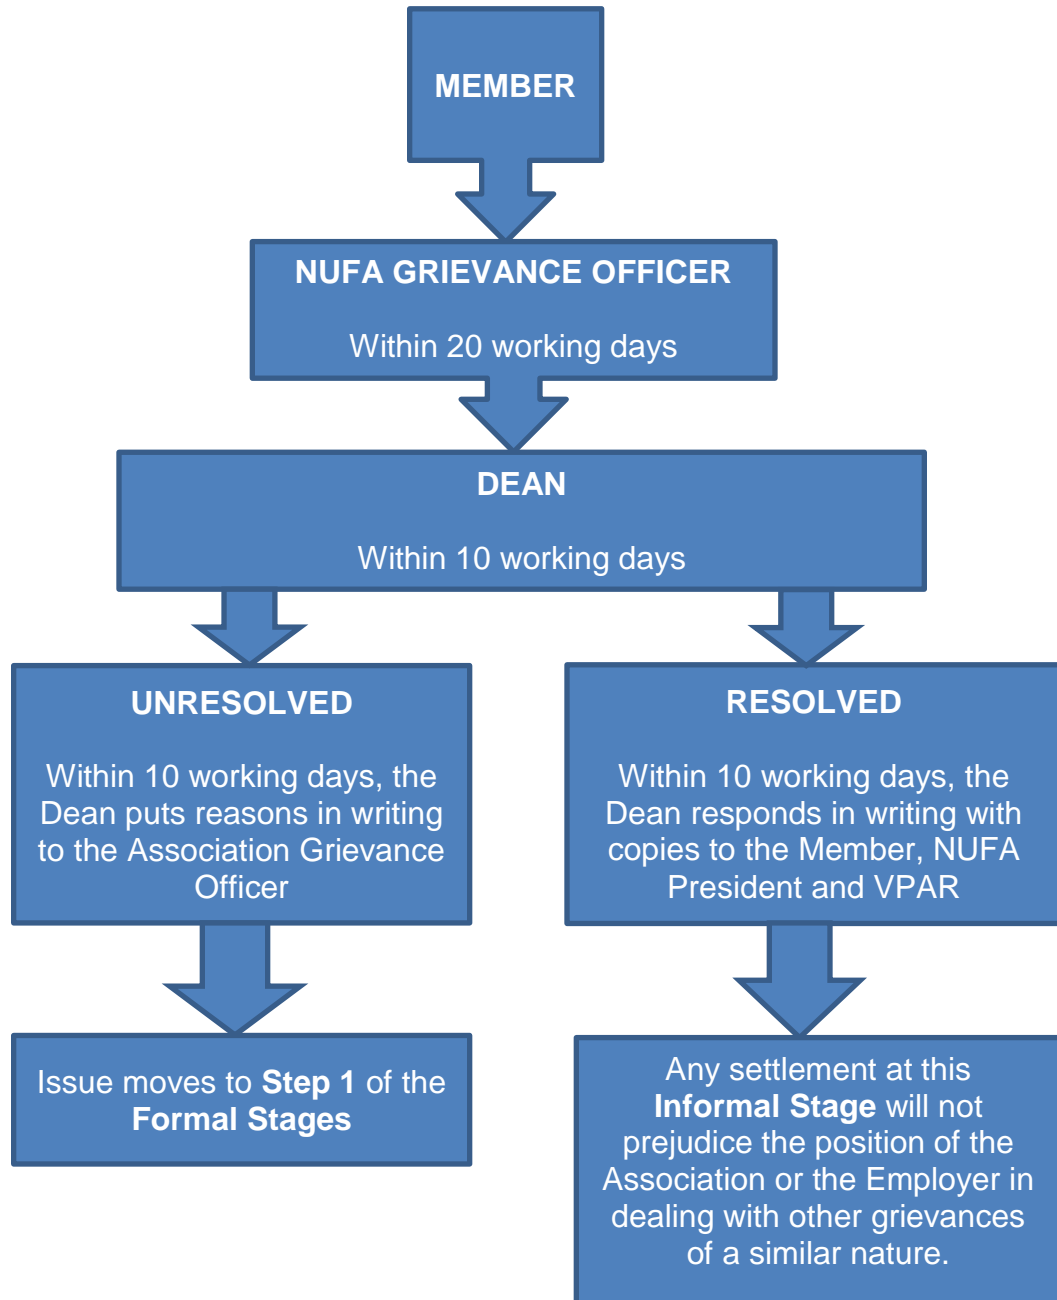 MEMBER
NUFA GRIEVANCE OFFICER
Within 20 working days
DEAN
Within 10 working days
UNRESOLVED
Within 10 working days, the
Dean puts reasons in writing
to the Association Grievance
Officer
RESOLVED
Within 10 working days, the
Dean responds in writing with
copies to the Member, NUFA
President and VPAR
Issue moves to Step 1 of the
Formal Stages
Any settlement at this
Informal Stage will not
prejudice the position of the
Association or the Employer in
dealing with other grievances
of a similar nature.